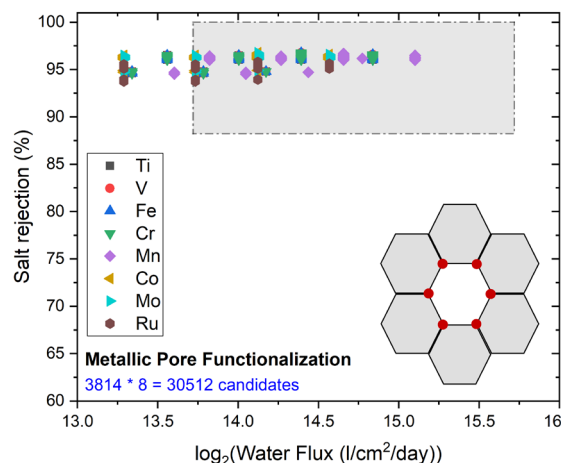 100
95
90
85
80
75
70
65
60
Salt rejection (%)
Ti
V
Fe
Cr
Mn
Co
Mo
Ru
Metallic Pore Functionalization
3814 * 8 = 30512 candidates
13.0 13.5 14.0 14.5 15.0 15.5 16
log₂(Water Flux (l/cm²/day))